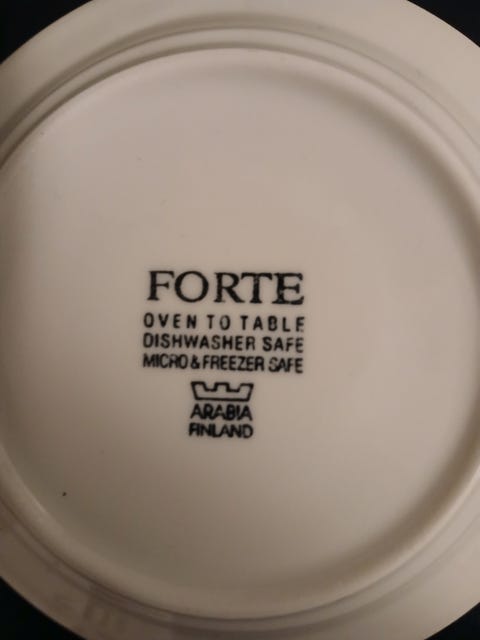 FORTE
OVEN TO TABLE
DISHWASHER SAFE
MICRO & FREEZER SAFE
ARABIA
FINLAND